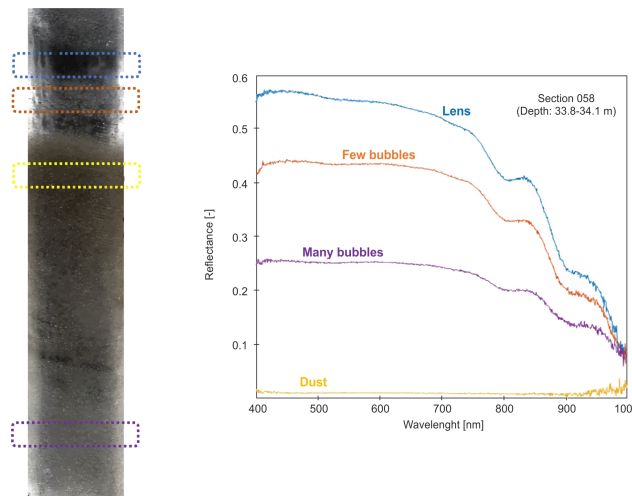 0.6
Section 058
(Depth: 33.8-34.1 m)
Lens
0.5
Few bubbles
0.4
Reflectance [-]
0.3
Many bubbles
0.2
0.1
Dust
400 500 600 700 800 900 100
Wavelenght [nm]